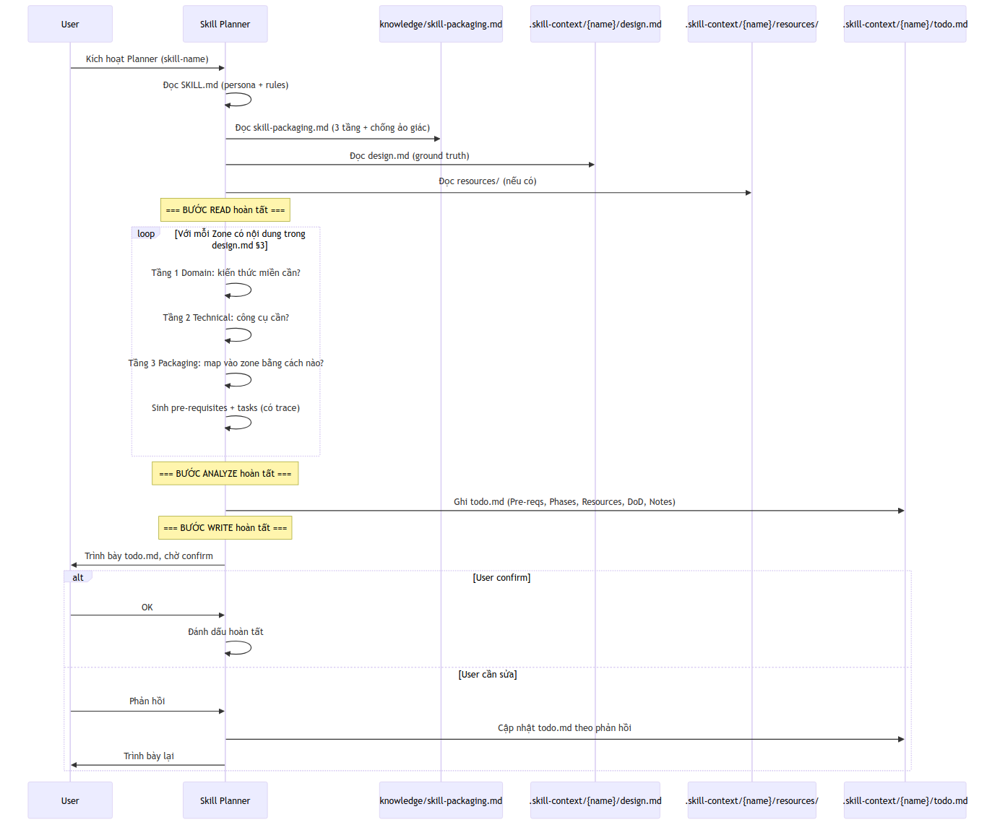 User
Skill Planner
knowledge/skill-packaging.md
.skill-context/{name}/design.md
.skill-context/{name}/resources/
.skill-context/{name}/todo.md
Kích hoạt Planner (skill-name)
Đọc SKILL.md (persona + rules)
Đọc skill-packaging.md (3 tầng + chống ảo giác)
Đọc design.md (ground truth)
Đọc resources/ (nếu có)
=== BƯỚC READ hoàn tất ===
loop
[Với mỗi Zone có nội dung trong
design.md §3]
Tầng 1 Domain: kiến thức miền cần?
Tầng 2 Technical: công cụ cần?
Tầng 3 Packaging: map vào zone bằng cách nào?
Sinh pre-requisites + tasks (có trace)
=== BƯỚC ANALYZE hoàn tất ===
Ghi todo.md (Pre-reqs, Phases, Resources, DoD, Notes)
=== BƯỚC WRITE hoàn tất ===
Trình bày todo.md, chờ confirm
alt
[User confirm]
OK
Đánh dấu hoàn tất
[User cần sửa]
Phản hồi
Cập nhật todo.md theo phản hồi
Trình bày lại
User
Skill Planner
knowledge/skill-packaging.md
.skill-context/{name}/design.md
.skill-context/{name}/resources/
.skill-context/{name}/todo.md